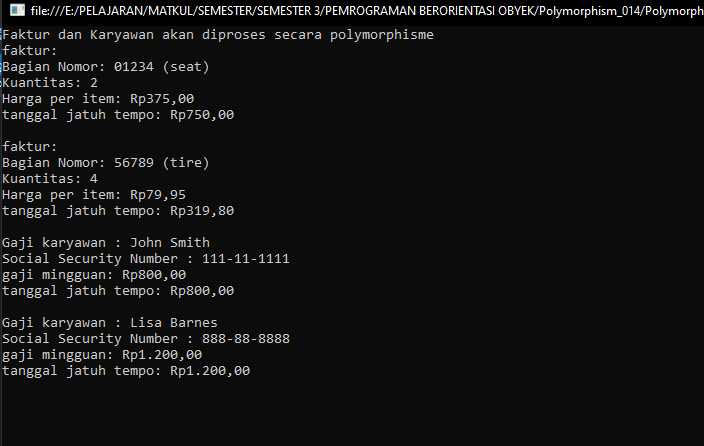 file:///E:/PELAJARAN/MATKUL/SEMESTER/SEMESTER 3/PEMROGRAMAN BERORIENTASI OBYEK/Polymorphism_014/Polymorph
Faktur dan Karyawan akan diproses secara polymorphisme
faktur:
Bagian Nomor: 01234 (seat)
Kuantitas: 2
Harga per item: Rp375,00
tanggal jatuh tempo: Rp750,00
faktur:
Bagian Nomor: 56789 (tire)
Kuantitas: 4
Harga per item: Rp79,95
tanggal jatuh tempo: Rp319,80
Gaji karyawan : John Smith
Social Security Number : 111-11-1111
gaji mingguan: Rp800,00
tanggal jatuh tempo: Rp800,00
Gaji karyawan : Lisa Barnes
Social Security Number : 888-88-8888
gaji mingguan: Rp1.200,00
tanggal jatuh tempo: Rp1.200,00